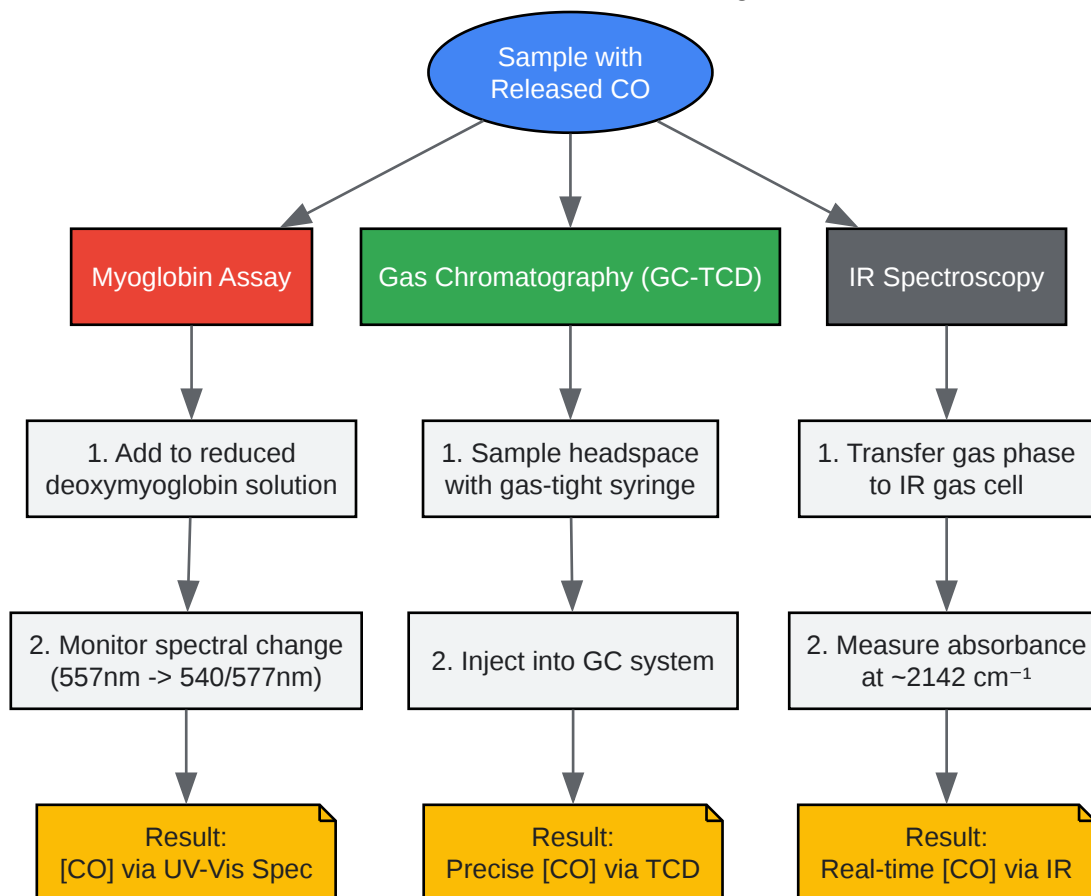 Sample with
Released CO
Myoglobin Assay
Gas Chromatography (GC-TCD)
IR Spectroscopy
1. Add to reduced
deoxymyoglobin solution
1. Sample headspace
with gas-tight syringe
1. Transfer gas phase
to IR gas cell
2. Monitor spectral change
(557nm -> 540/577nm)
2. Inject into GC system
2. Measure absorbance
at ~2142 cm⁻¹
Result:
[CO] via UV-Vis Spec
Result:
Precise [CO] via TCD
Result:
Real-time [CO] via IR